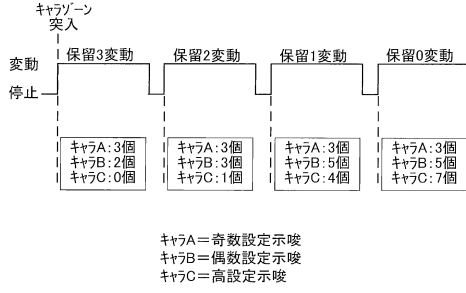 キャラゾーン
突入
変動
停止
保留3変動
保留2変動
保留1変動
保留0変動
キャラA:3個
キャラB:2個
キャラC:0個
キャラA:3個
キャラB:3個
キャラC:1個
キャラA:3個
キャラB:5個
キャラC:4個
キャラA:3個
キャラB:5個
キャラC:7個
キャラA=奇数設定示唆
キャラB=偶数設定示唆
キャラC=高設定示唆